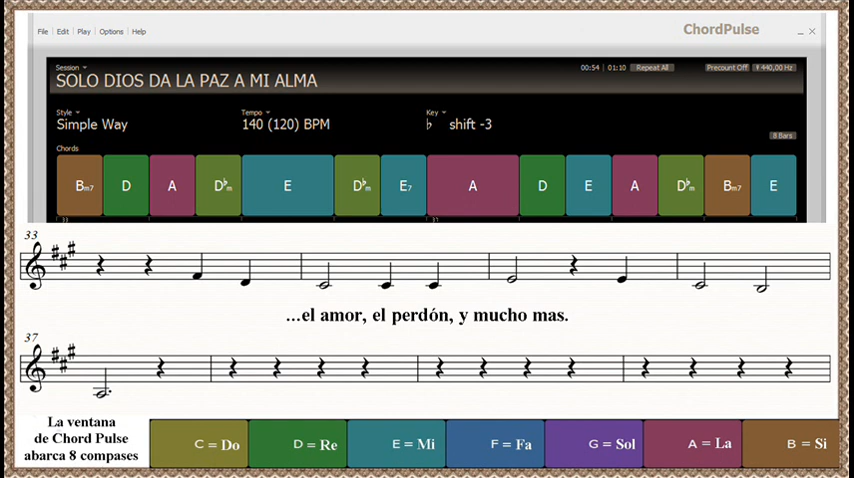 File Edit Play Options Help
ChordPulse
Session
00:54 01:10 Repeat All Precount Off 440,00 Hz
SOLO DIOS DA LA PAZ A MI ALMA
Style Tempo Key
Simple Way 140 (120) BPM ♭ shift -3
8 Bars
Chords
Bm7 D A D♭m E D♭m E7 A D E A D♭m Bm7 E
33
33
...el amor, el perdón, y mucho mas.
37
La ventana
de Chord Pulse
abarca 8 compases
C = Do D = Re E = Mi F = Fa G = Sol A = La B = Si